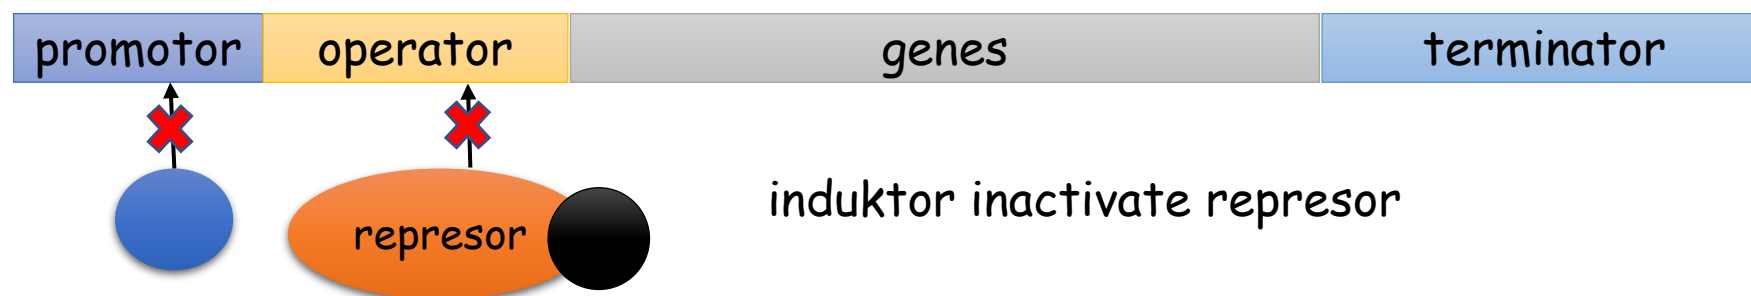 promotor operator genes terminator
induktor inactivate represor
represor